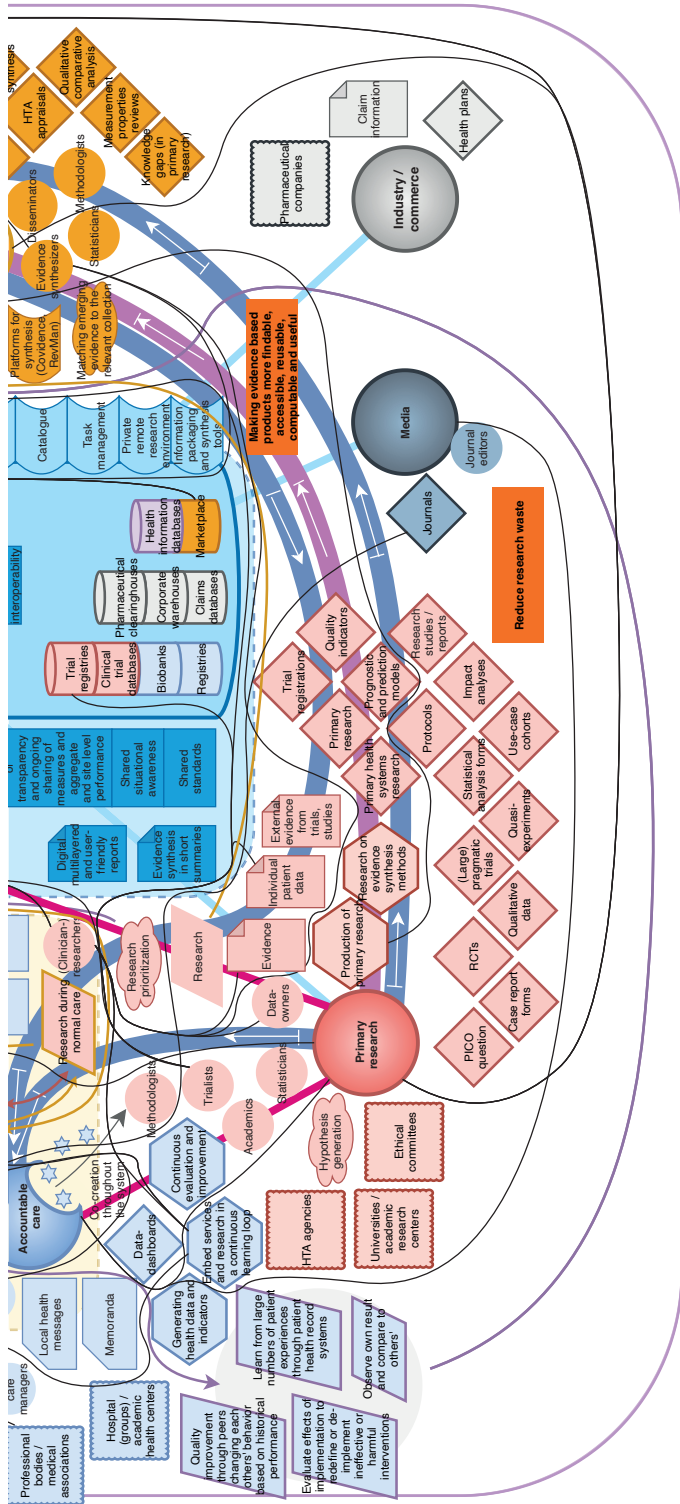 Professional
bodies /
medical
associations
care
managers
Hospital
(groups) /
academic
health centers
Local health
messages
Memoranda
Quality
improvement
through peers
changing each
others' behavior
based on historical
performance
Evaluate effects of
implementation to
redefine or de-
implement
ineffective or
harmful
interventions
Learn from large
numbers of patient
experiences
through patient
health record
systems
Observe own result
and compare to
others'
Generating
health data and
indicators
Data-
dashboards
Embed services
and research in
a continuous
learning loop
Continuous
evaluation and
improvement
Accountable
care
Co-creation
throughout
the system
HTA agencies
Universities /
academic
research
centers
Ethical
committees
Hypothesis
generation
Methodologists
Trialists
Academics
Statisticians
Data-
owners
Primary
research
Research during
normal care
(Clinician-)
researchers
Research
prioritization
Research
Evidence
Individual
patient data
External
evidence
from trials,
studies
Production of
primary research
Research on
evidence
synthesis
methods
PICO
question
Case report
forms
RCTs
Qualitative
data
(Large)
pragmatic
trials
Quasi-
experiments
Statistical
analysis forms
Use-case
cohorts
Impact
analyses
Protocols
Research
studies /
reports
Primary health
systems
research
Primary
research
Prognostic
and prediction
models
Trial
registrations
Quality
indicators
Digital
multilayered
and user-
friendly
reports
Evidence
synthesis
in short
summaries
transparency
and ongoing
sharing of
measures and
aggregate
and site level
performance
Shared
situational
awareness
Shared
standards
interoperability
Trial
registries
Clinical
trial
databases
Biobanks
Registries
Pharmaceutical
clearinghouses
Corporate
warehouses
Claims
databases
Health
information
databases
Marketplace
Catalogue
Task
management
Private
remote
research
environment
Information
packaging
and synthesis
tools
Reduce research waste
Journals
Journal
editors
Media
Making evidence based
products more findable,
accessible, reusable,
computable and useful
Industry /
commerce
Pharmaceutical
companies
Claim
information
Health plans
Platforms for
synthesis
(Covidence,
RevMan)
Matching emerging
evidence to the
relevant collection
Evidence
synthesizers
Disseminators
Statisticians
Methodologists
synthesis
HTA
appraisals
Qualitative
comparative
analysis
Measurement
properties
reviews
Knowledge
gaps (in
primary
research)